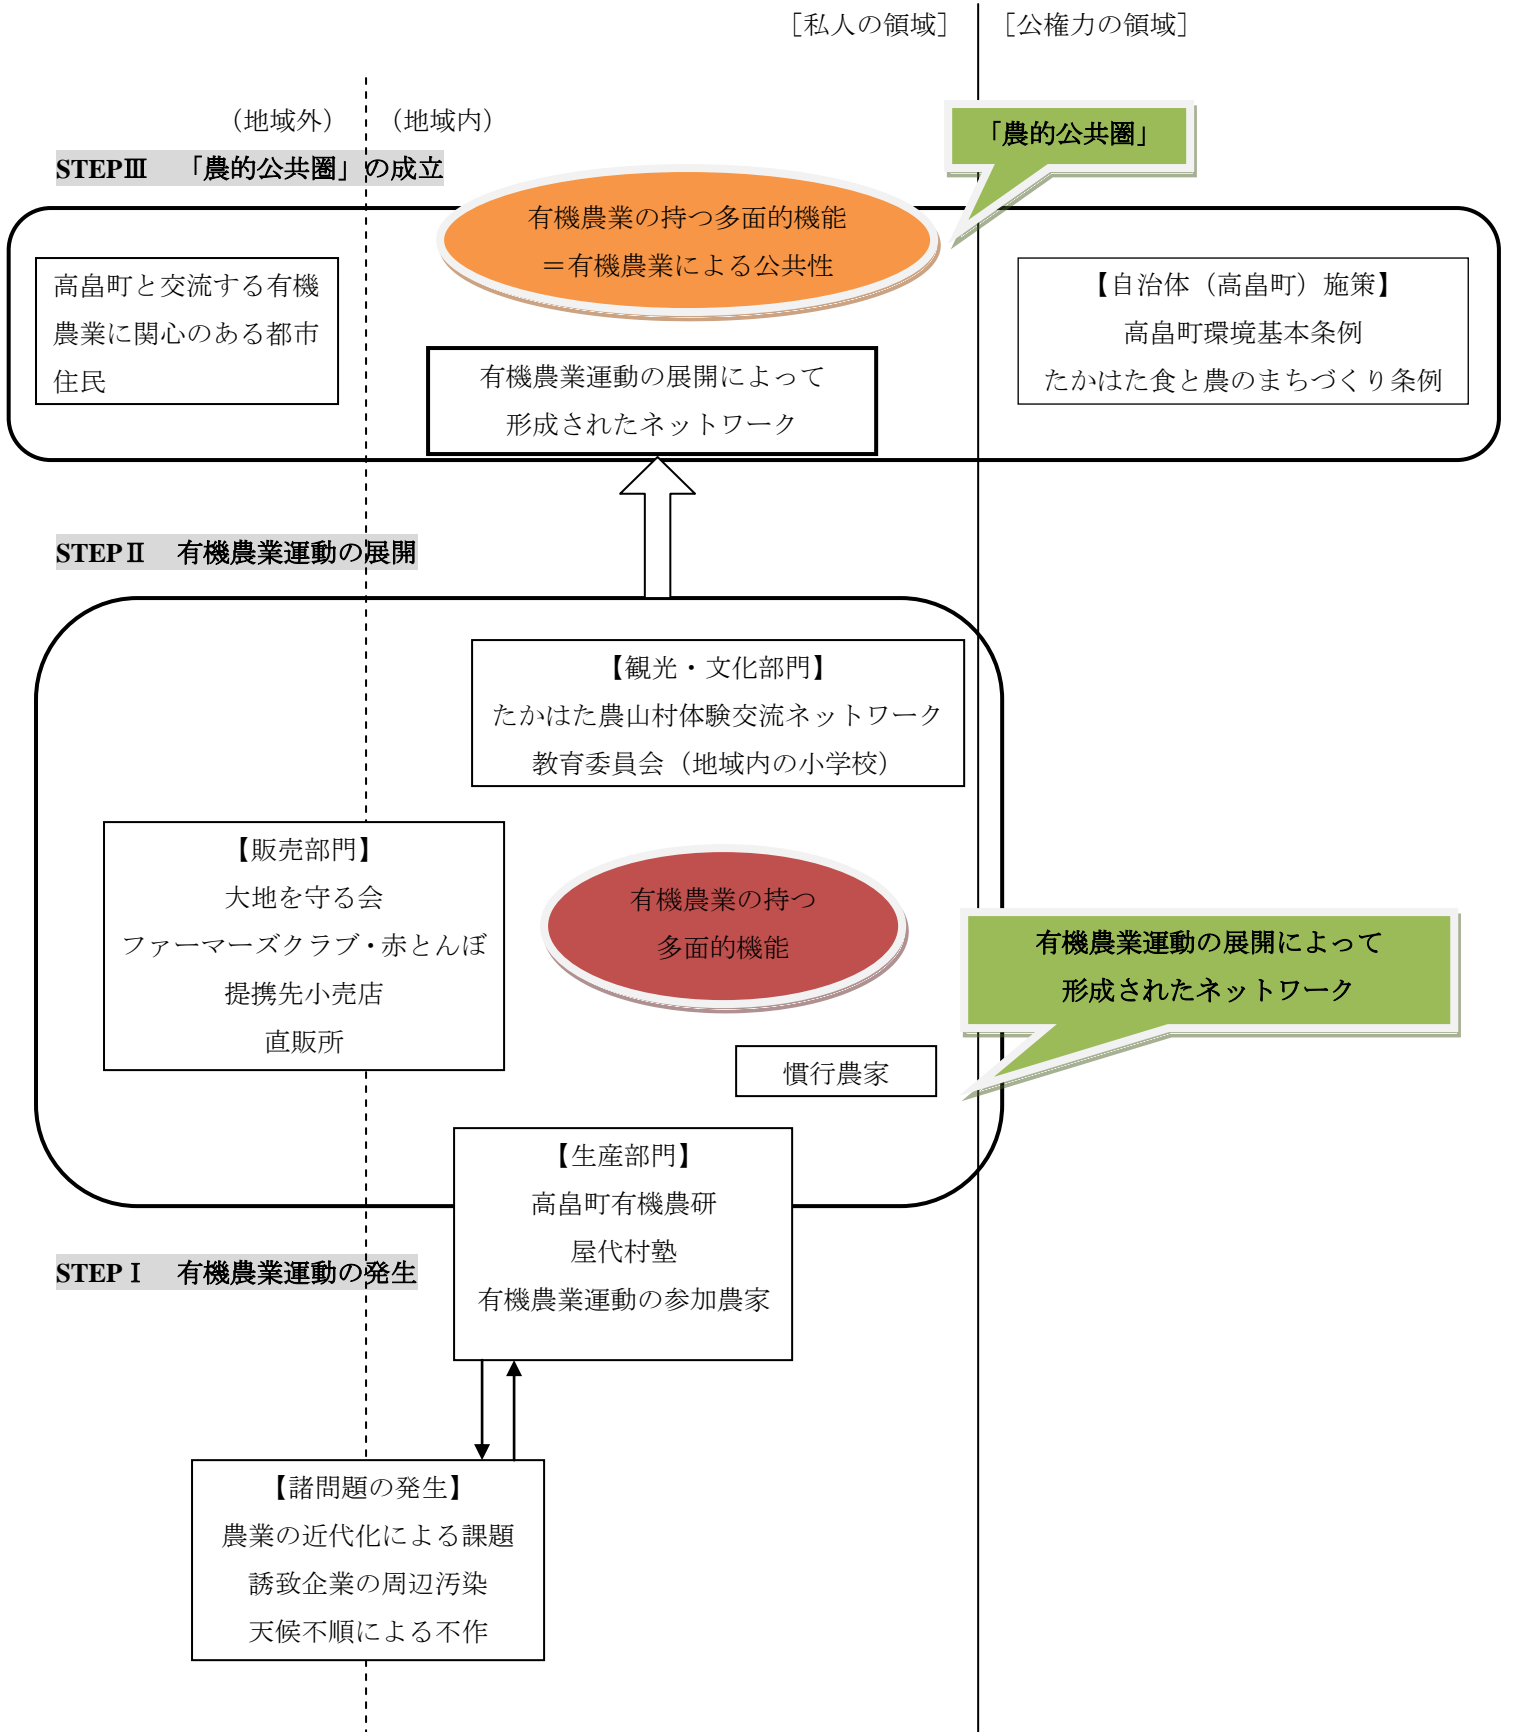 ［私人の領域］
［公権力の領域］
（地域外）
（地域内）
「農的公共圏」
STEPⅢ　「農的公共圏」の成立
有機農業の持つ多面的機能
＝有機農業による公共性
高畠町と交流する有機
農業に関心のある都市
住民
【自治体（高畠町）施策】
高畠町環境基本条例
たかはた食と農のまちづくり条例
有機農業運動の展開によって
形成されたネットワーク
STEPⅡ　有機農業運動の展開
【観光・文化部門】
たかはた農山村体験交流ネットワーク
教育委員会（地域内の小学校）
【販売部門】
大地を守る会
ファーマーズクラブ・赤とんぼ
提携先小売店
直販所
有機農業の持つ
多面的機能
有機農業運動の展開によって
形成されたネットワーク
慣行農家
【生産部門】
高畠町有機農研
屋代村塾
有機農業運動の参加農家
STEPⅠ　有機農業運動の発生
【諸問題の発生】
農業の近代化による課題
誘致企業の周辺汚染
天候不順による不作